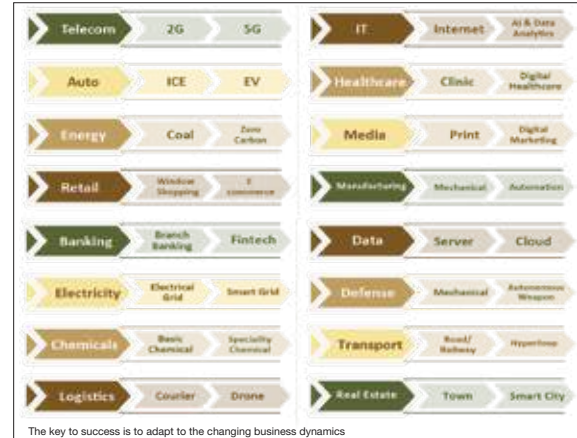 Telecom 2G 5G
Auto ICE EV
Energy Coal Zero
Carbon
Retail Window
Shopping E
commerce
Banking Branch
Banking Fintech
Electricity Electrical
Grid Smart Grid
Chemicals Basic
Chemical Speciality
Chemical
Logistics Courier Drone
IT Internet AI & Data
Analytics
Healthcare Clinic Digital
Healthcare
Media Print Digital
Marketing
Manufacturing Mechanical Automation
Data Server Cloud
Defense Mechanical Autonomous
Weapon
Transport Road/
Railway Hyperloop
Real Estate Town Smart City
The key to success is to adapt to the changing business dynamics